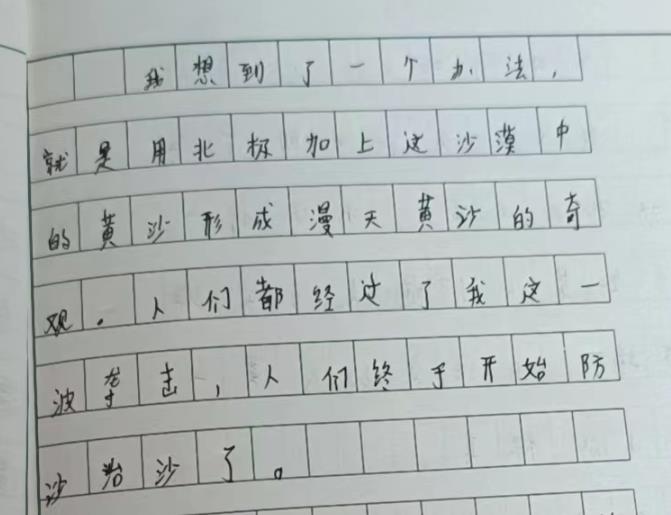 我想到了一个办法，
就是用北极加上这沙漠中
的黄沙形成漫天黄沙的奇
观。人们都经过了我这一
波击，人们终于开始防
沙治沙了。